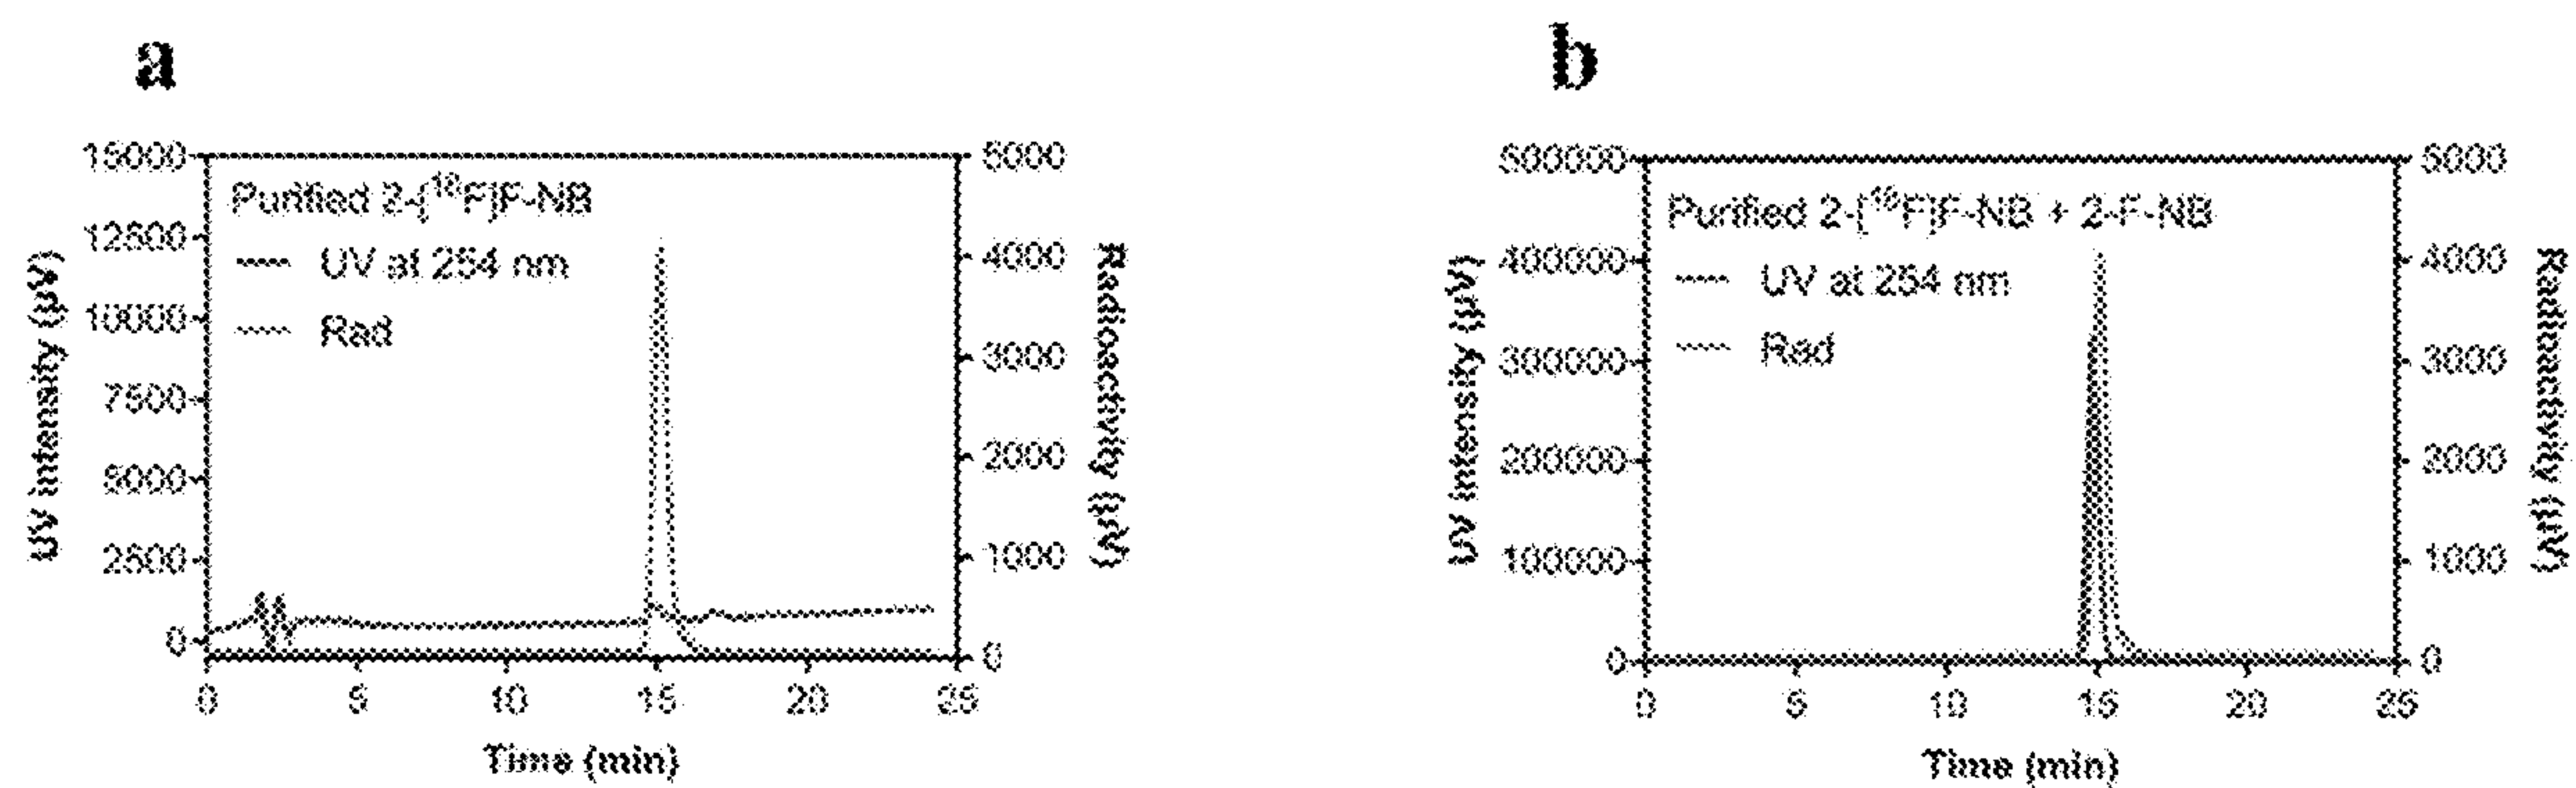 a
15000
12500
10000
7500
5000
2500
0
UV intensity (µV)
Purified 2-[¹⁸F]F-NB
UV at 254 nm
Rad
5000
4000
3000
2000
1000
0
Radioactivity (µV)
0 5 10 15 20 25
Time (min)
b
500000
400000
300000
200000
100000
0
UV intensity (µV)
Purified 2-[¹⁸F]F-NB + 2-F-NB
UV at 254 nm
Rad
5000
4000
3000
2000
1000
0
Radioactivity (µV)
0 5 10 15 20 25
Time (min)